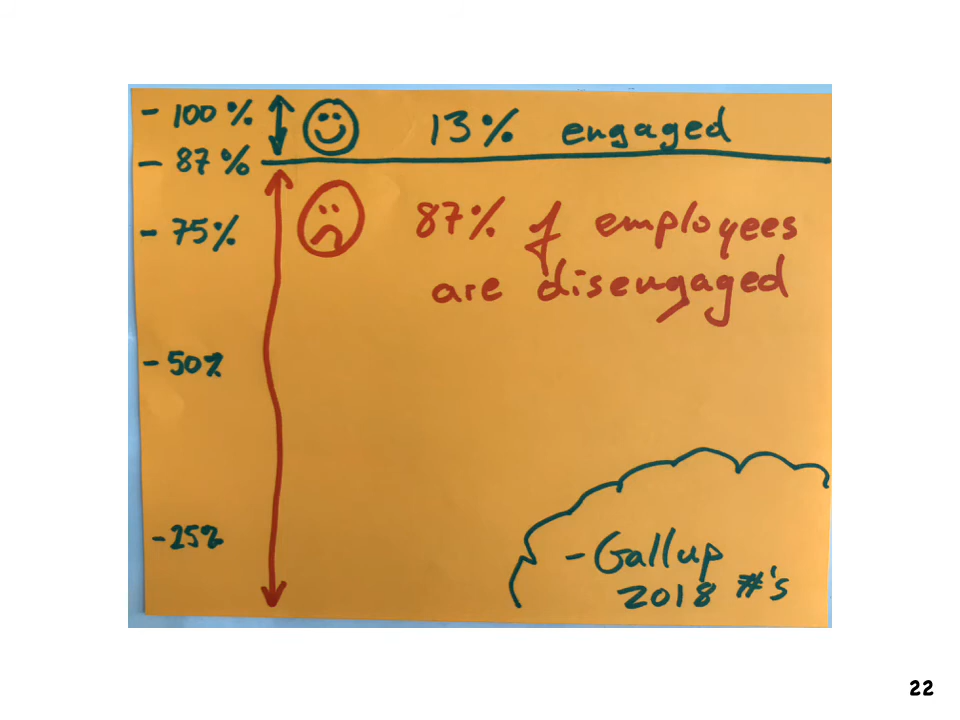 - 100%
13% engaged
- 87%
- 75%
87% of employees
are disengaged
- 50%
- 25%
- Gallup
2018 #'s
22